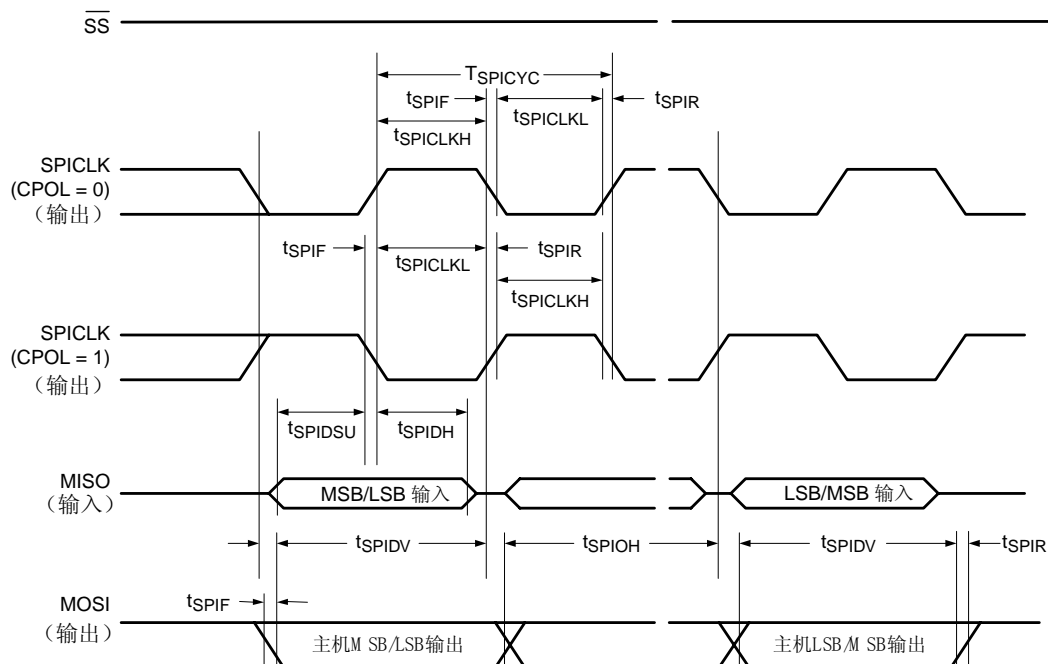 SS
TSPICYC
tSPIF
tSPICLKL
tSPIR
tSPICLKH
SPICLK
(CPOL = 0)
（输出）
tSPIF
tSPICLKL
tSPIR
tSPICLKH
SPICLK
(CPOL = 1)
（输出）
tSPIDSU
tSPIDH
MISO
（输入）
MSB/LSB 输入
LSB/MSB 输入
tSPIDV
tSPIOH
tSPIDV
tSPIR
tSPIF
MOSI
（输出）
主机M SB/LSB输出
主机LSB/M SB输出